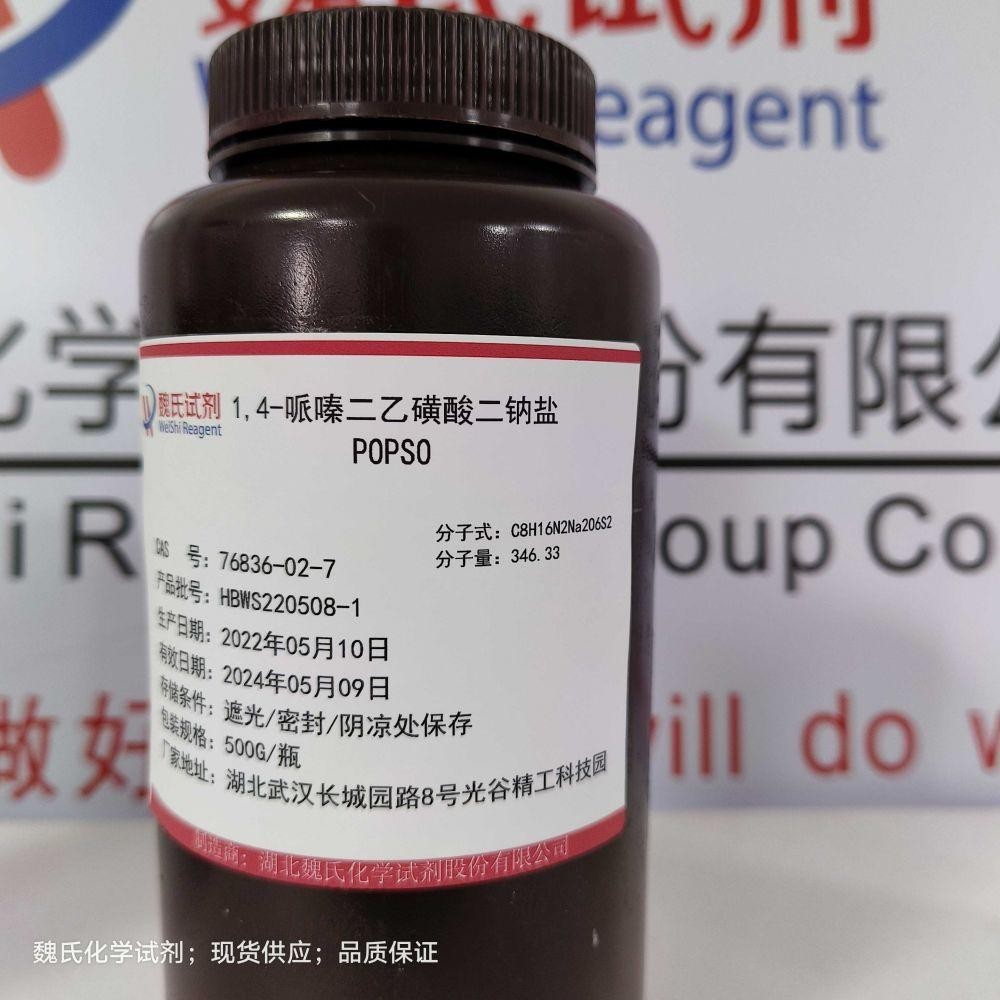 魏氏试剂
Reagent
化学
份有限公
i R
oup Co
做好
will do w
魏氏试剂
WeiShi Reagent
1,4-哌嗪二乙磺酸二钠盐
POPSO
分子式：C8H16N2Na2O6S2
分子量：346.33
CAS 号：76836-02-7
产品批号：HBWS220508-1
生产日期：2022年05月10日
有效日期：2024年05月09日
存储条件：遮光/密封/阴凉处保存
包装规格：500G/瓶
厂家地址：湖北武汉长城园路8号光谷精工科技园
制造商：湖北魏氏化学试剂股份有限公司
魏氏化学试剂；现货供应；品质保证